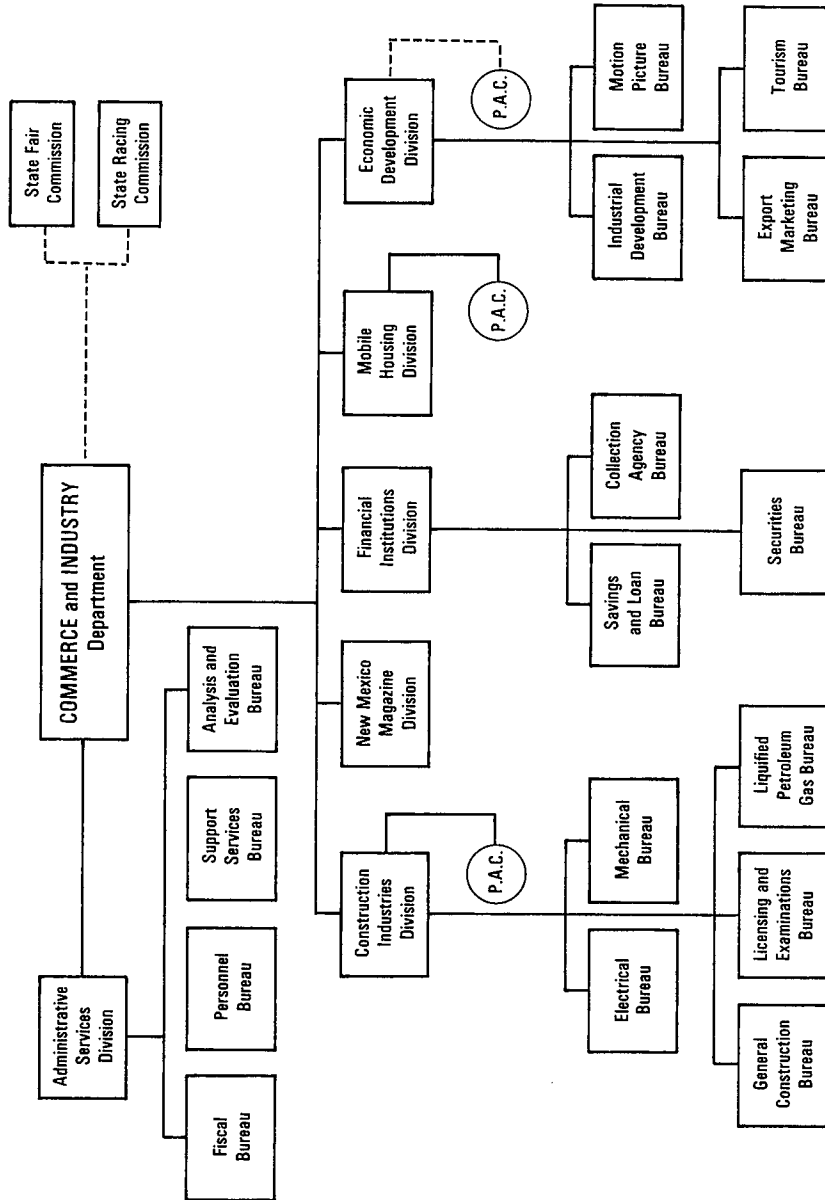 State Fair
Commission
State Racing
Commission
COMMERCE and INDUSTRY
Department
Administrative
Services
Division
Fiscal
Bureau
Personnel
Bureau
Support
Services
Bureau
Analysis and
Evaluation
Bureau
Construction
Industries
Division
New Mexico
Magazine
Division
Financial
Institutions
Division
Mobile
Housing
Division
Economic
Development
Division
P.A.C.
P.A.C.
P.A.C.
Electrical
Bureau
Mechanical
Bureau
Savings
and Loan
Bureau
Collection
Agency
Bureau
Industrial
Development
Bureau
Motion
Picture
Bureau
General
Construction
Bureau
Licensing and
Examinations
Bureau
Liquified
Petroleum
Gas Bureau
Securities
Bureau
Export
Marketing
Bureau
Tourism
Bureau